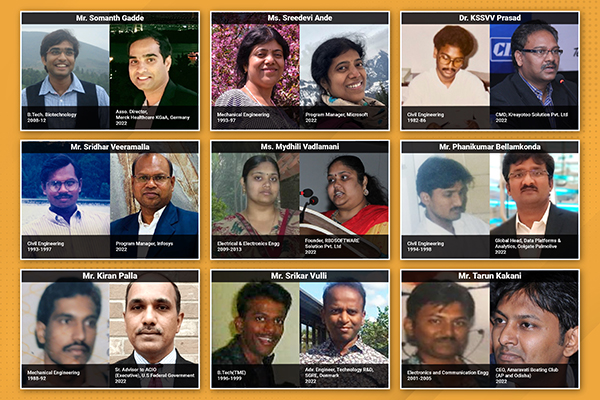 Mr. Somanth Gadde
B.Tech. Biotechnology
2008-12
Asso. Director,
Merck Healthcare KGaA, Germany
2022
Ms. Sreedevi Ande
Mechanical Engineering
1993-97
Program Manager, Microsoft
2022
Dr. KSSVV Prasad
Civil Engineering
1982-86
CMO, Kreayotoo Solution Pvt. Ltd
2022
Mr. Sridhar Veeramalla
Civil Engineering
1993-1997
Program Manager, Infosys
2022
Ms. Mydhili Vadlamani
Electrical & Electronics Engg
2009-2013
Founder, RBDSOFTWARE
Solution Pvt. Ltd
2022
Mr. Phanikumar Bellamkonda
Civil Engineering
1994-1998
Global Head, Data Platforms &
Analytics, Colgate Palmolive
2022
Mr. Kiran Palla
Mechanical Engineering
1988-92
Sr. Advisor to ACIO
(Executive), U.S Federal Government
2022
Mr. Srikar Vulli
B.Tech(TME)
1996-1999
Adv. Engineer, Technology R&D,
SGRE, Denmark
2022
Mr. Tarun Kakani
Electronics and Communication Engg
2001-2005
CEO, Amaravati Boating Club
(AP and Odisha)
2022